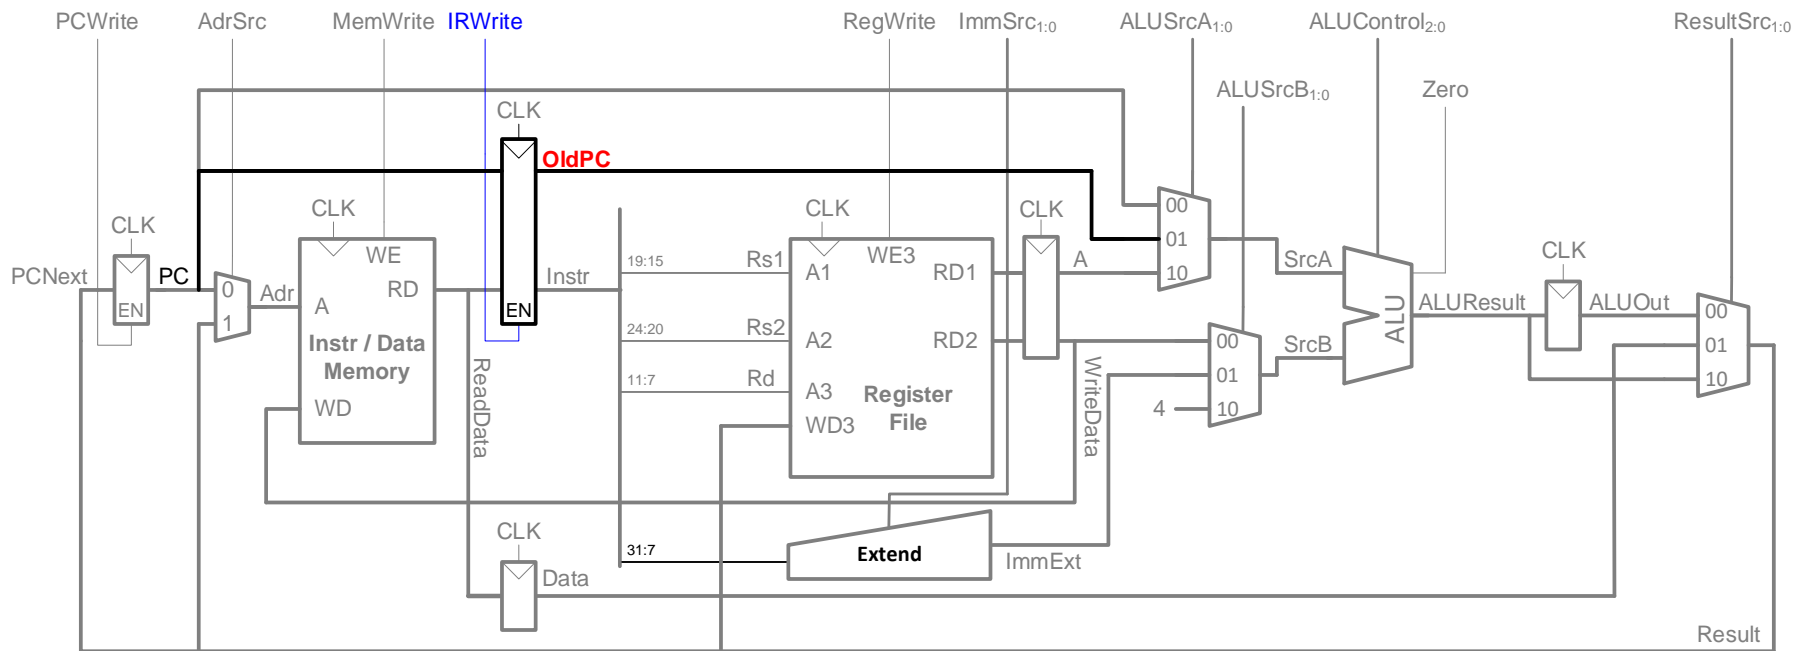 PCWrite
AdrSrc
MemWrite
IRWrite
RegWrite
ImmSrc1:0
ALUSrcA1:0
ALUControl2:0
ResultSrc1:0
ALUSrcB1:0
Zero
CLK
OldPC
CLK
CLK
CLK
CLK
CLK
00
01
10
PCNext
PC
EN
0
1
Adr
WE
A
RD
Instr / Data
Memory
WD
ReadData
EN
Instr
19:15
24:20
11:7
31:7
Rs1
Rs2
Rd
A1
A2
A3
WD3
WE3
RD1
RD2
Register
File
A
WriteData
00
01
10
4
SrcA
SrcB
ALU
ALUResult
ALUOut
00
01
10
CLK
Data
Extend
ImmExt
Result